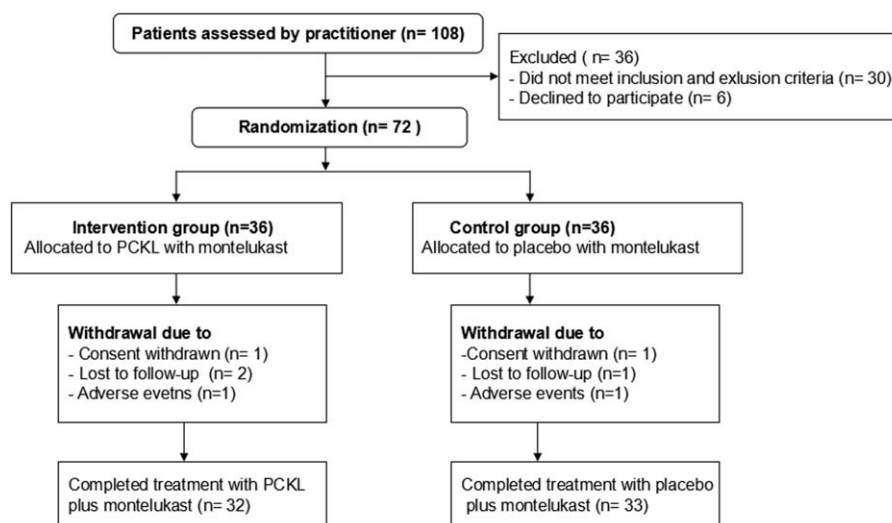 Patients assessed by practitioner (n= 108)
Excluded ( n= 36)
- Did not meet inclusion and exlusion criteria (n= 30)
- Declined to participate (n= 6)
Randomization (n= 72 )
Intervention group (n=36)
Allocated to PCKL with montelukast
Control group (n=36)
Allocated to placebo with montelukast
Withdrawal due to
- Consent withdrawn (n= 1)
- Lost to follow-up (n= 2)
- Adverse evetns (n=1)
Withdrawal due to
-Consent withdrawn (n= 1)
- Lost to follow-up (n=1)
- Adverse events (n=1)
Completed treatment with PCKL
plus montelukast (n= 32)
Completed treatment with placebo
plus montelukast (n= 33)